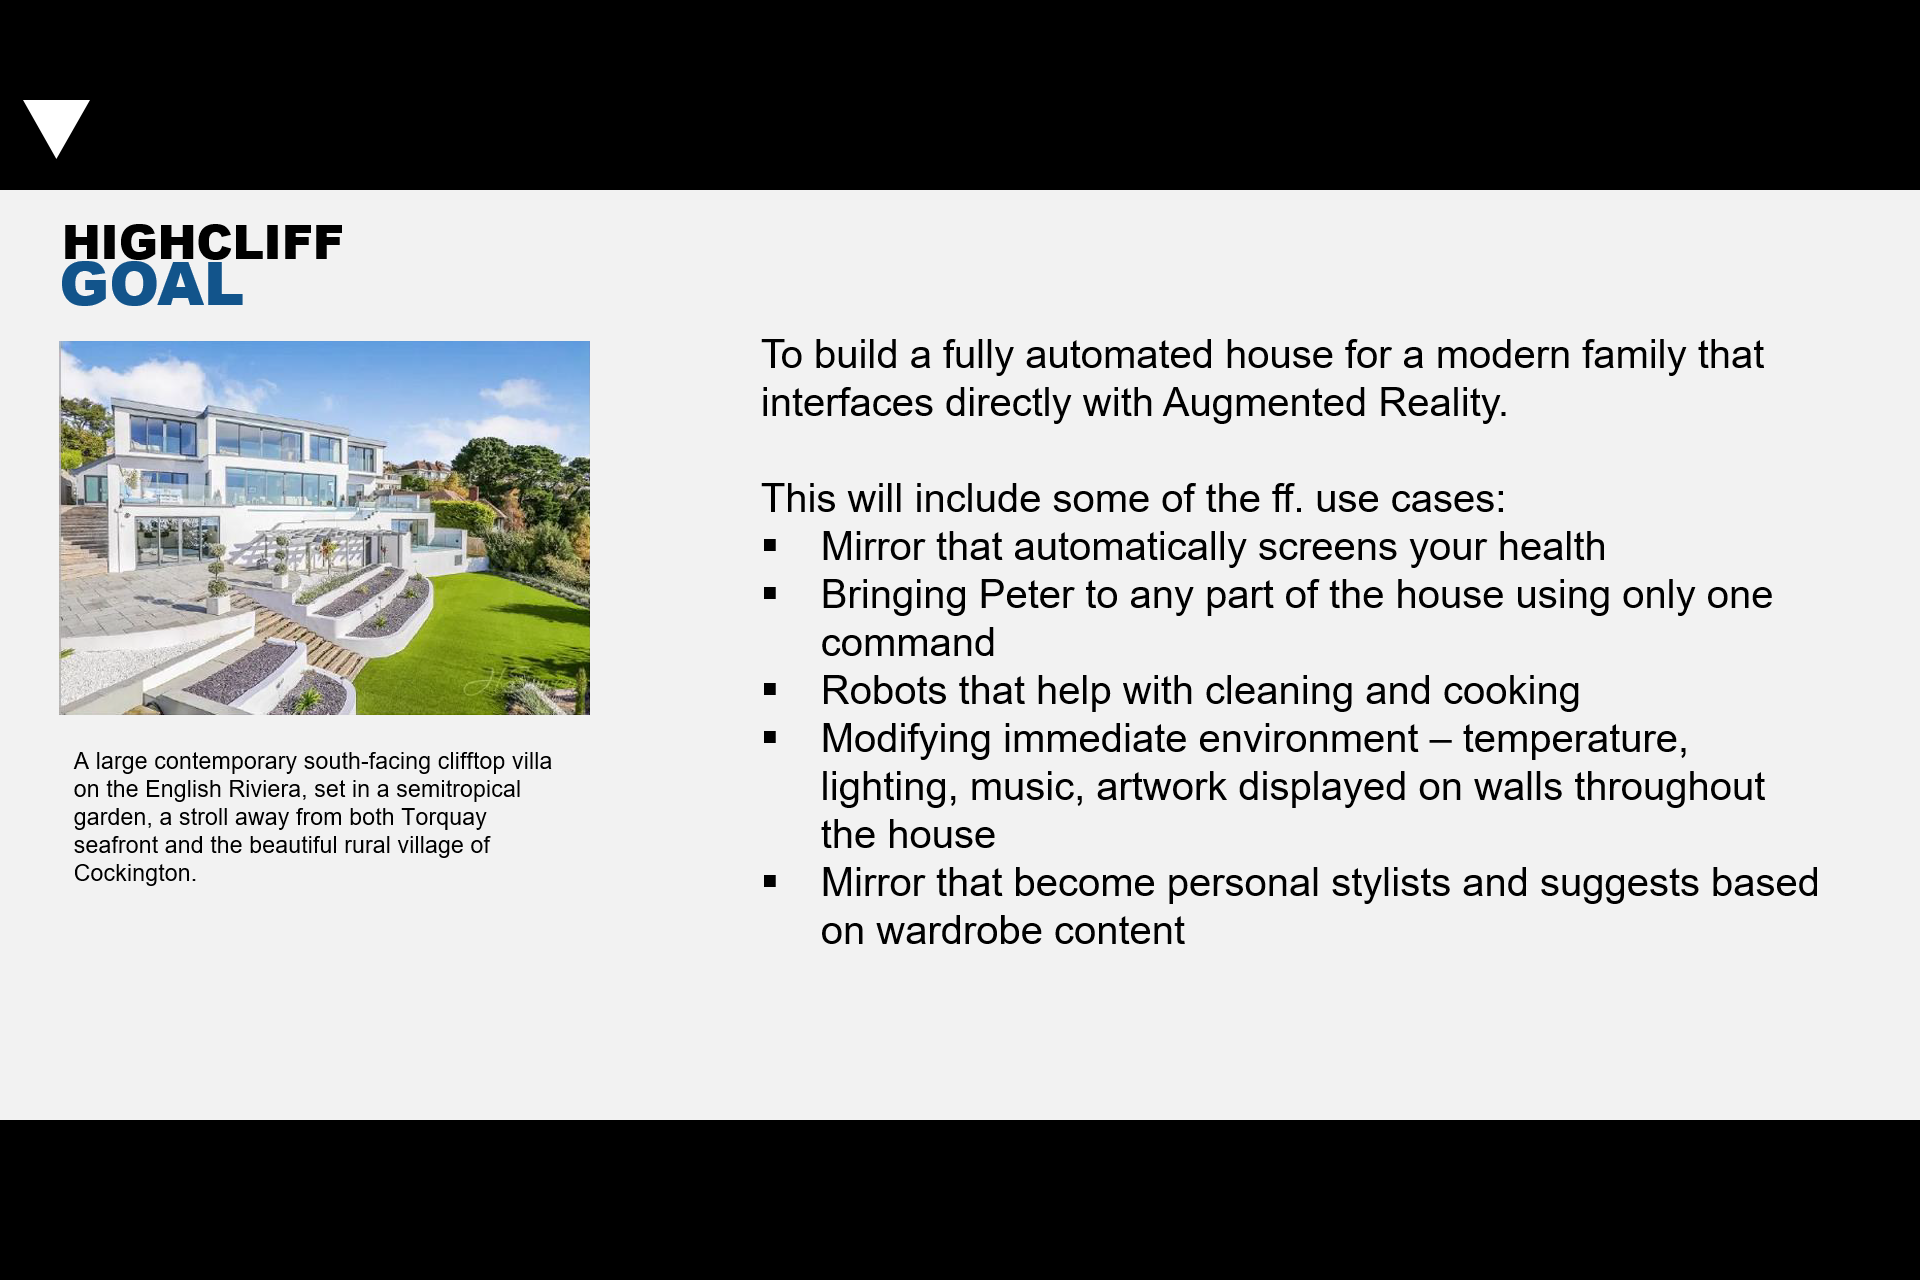 HIGHCLIFF
GOAL
A large contemporary south-facing clifftop villa
on the English Riviera, set in a semitropical
garden, a stroll away from both Torquay
seafront and the beautiful rural village of
Cockington.
To build a fully automated house for a modern family that
interfaces directly with Augmented Reality.
This will include some of the ff. use cases:
▪ Mirror that automatically screens your health
▪ Bringing Peter to any part of the house using only one
command
▪ Robots that help with cleaning and cooking
▪ Modifying immediate environment – temperature,
lighting, music, artwork displayed on walls throughout
the house
▪ Mirror that become personal stylists and suggests based
on wardrobe content